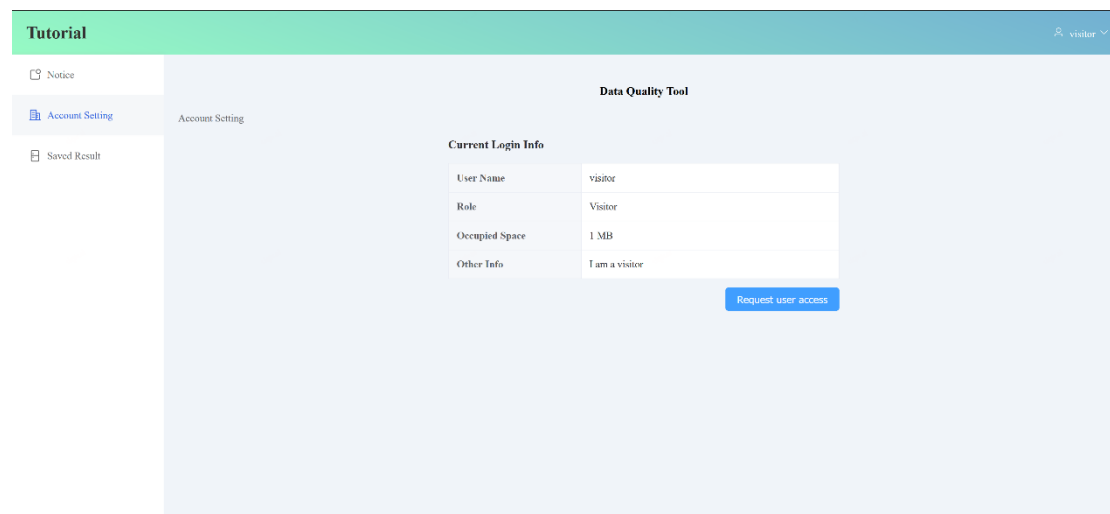 Tutorial
visitor
Notice
Account Setting
Saved Result
Data Quality Tool
Account Setting
Current Login Info
User Name visitor
Role Visitor
Occupied Space 1 MB
Other Info I am a visitor
Request user access